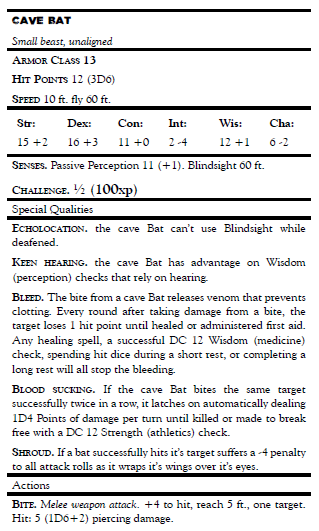 CAVE BAT
Small beast, unaligned
ARMOR CLASS 13
HIT POINTS 12 (3D6)
SPEED 10 ft. fly 60 ft.
Str: Dex: Con: Int: Wis: Cha:
15 +2 16 +3 11 +0 2 -4 12 +1 6 -2
SENSES. Passive Perception 11 (+1). Blindsight 60 ft.
CHALLENGE. ½ (100xp)
Special Qualities
ECHOLOCATION. the cave Bat can't use Blindsight while
deafened.
KEEN HEARING. the cave Bat has advantage on Wisdom
(perception) checks that rely on hearing.
BLEED. The bite from a cave Bat releases venom that prevents
clotting. Every round after taking damage from a bite, the
target loses 1 hit point until healed or administered first aid.
Any healing spell, a successful DC 12 Wisdom (medicine)
check, spending hit dice during a short rest, or completing a
long rest will all stop the bleeding.
BLOOD SUCKING. If the cave Bat bites the same target
successfully twice in a row, it latches on automatically dealing
1D4 Points of damage per turn until killed or made to break
free with a DC 12 Strength (athletics) check.
SHROUD. If a bat successfully hits it's target suffers a -4 penalty
to all attack rolls as it wraps it's wings over it's eyes.
Actions
BITE. Melee weapon attack. +4 to hit, reach 5 ft., one target.
Hit: 5 (1D6+2) piercing damage.